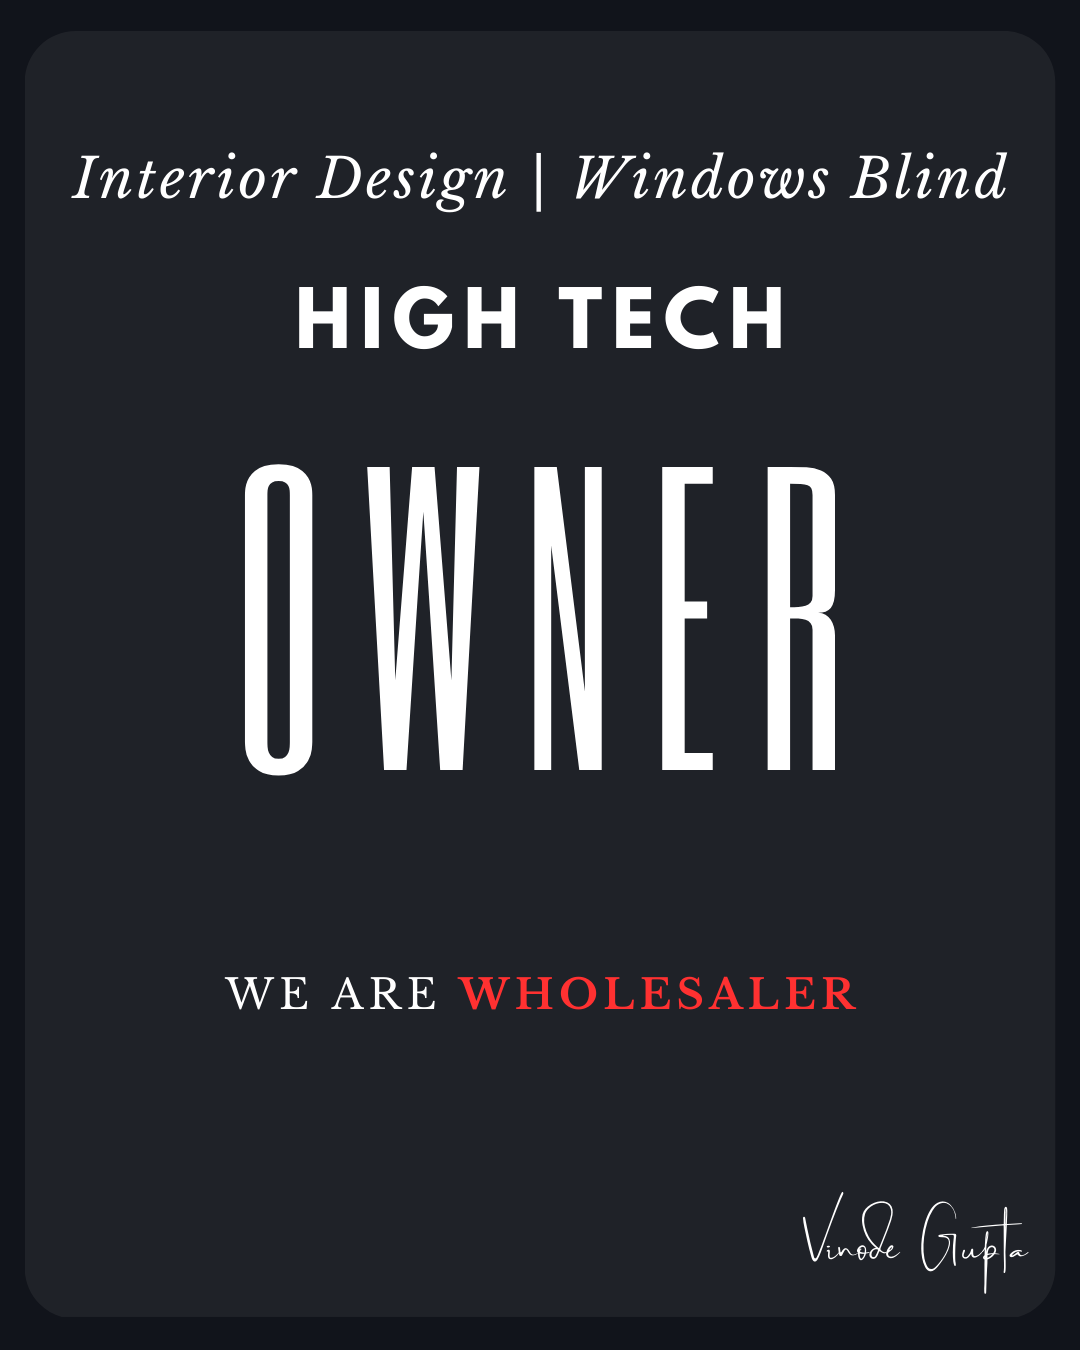 Interior Design | Windows Blind
HIGH TECH
OWNER
WE ARE WHOLESALER
Vinode Gupta